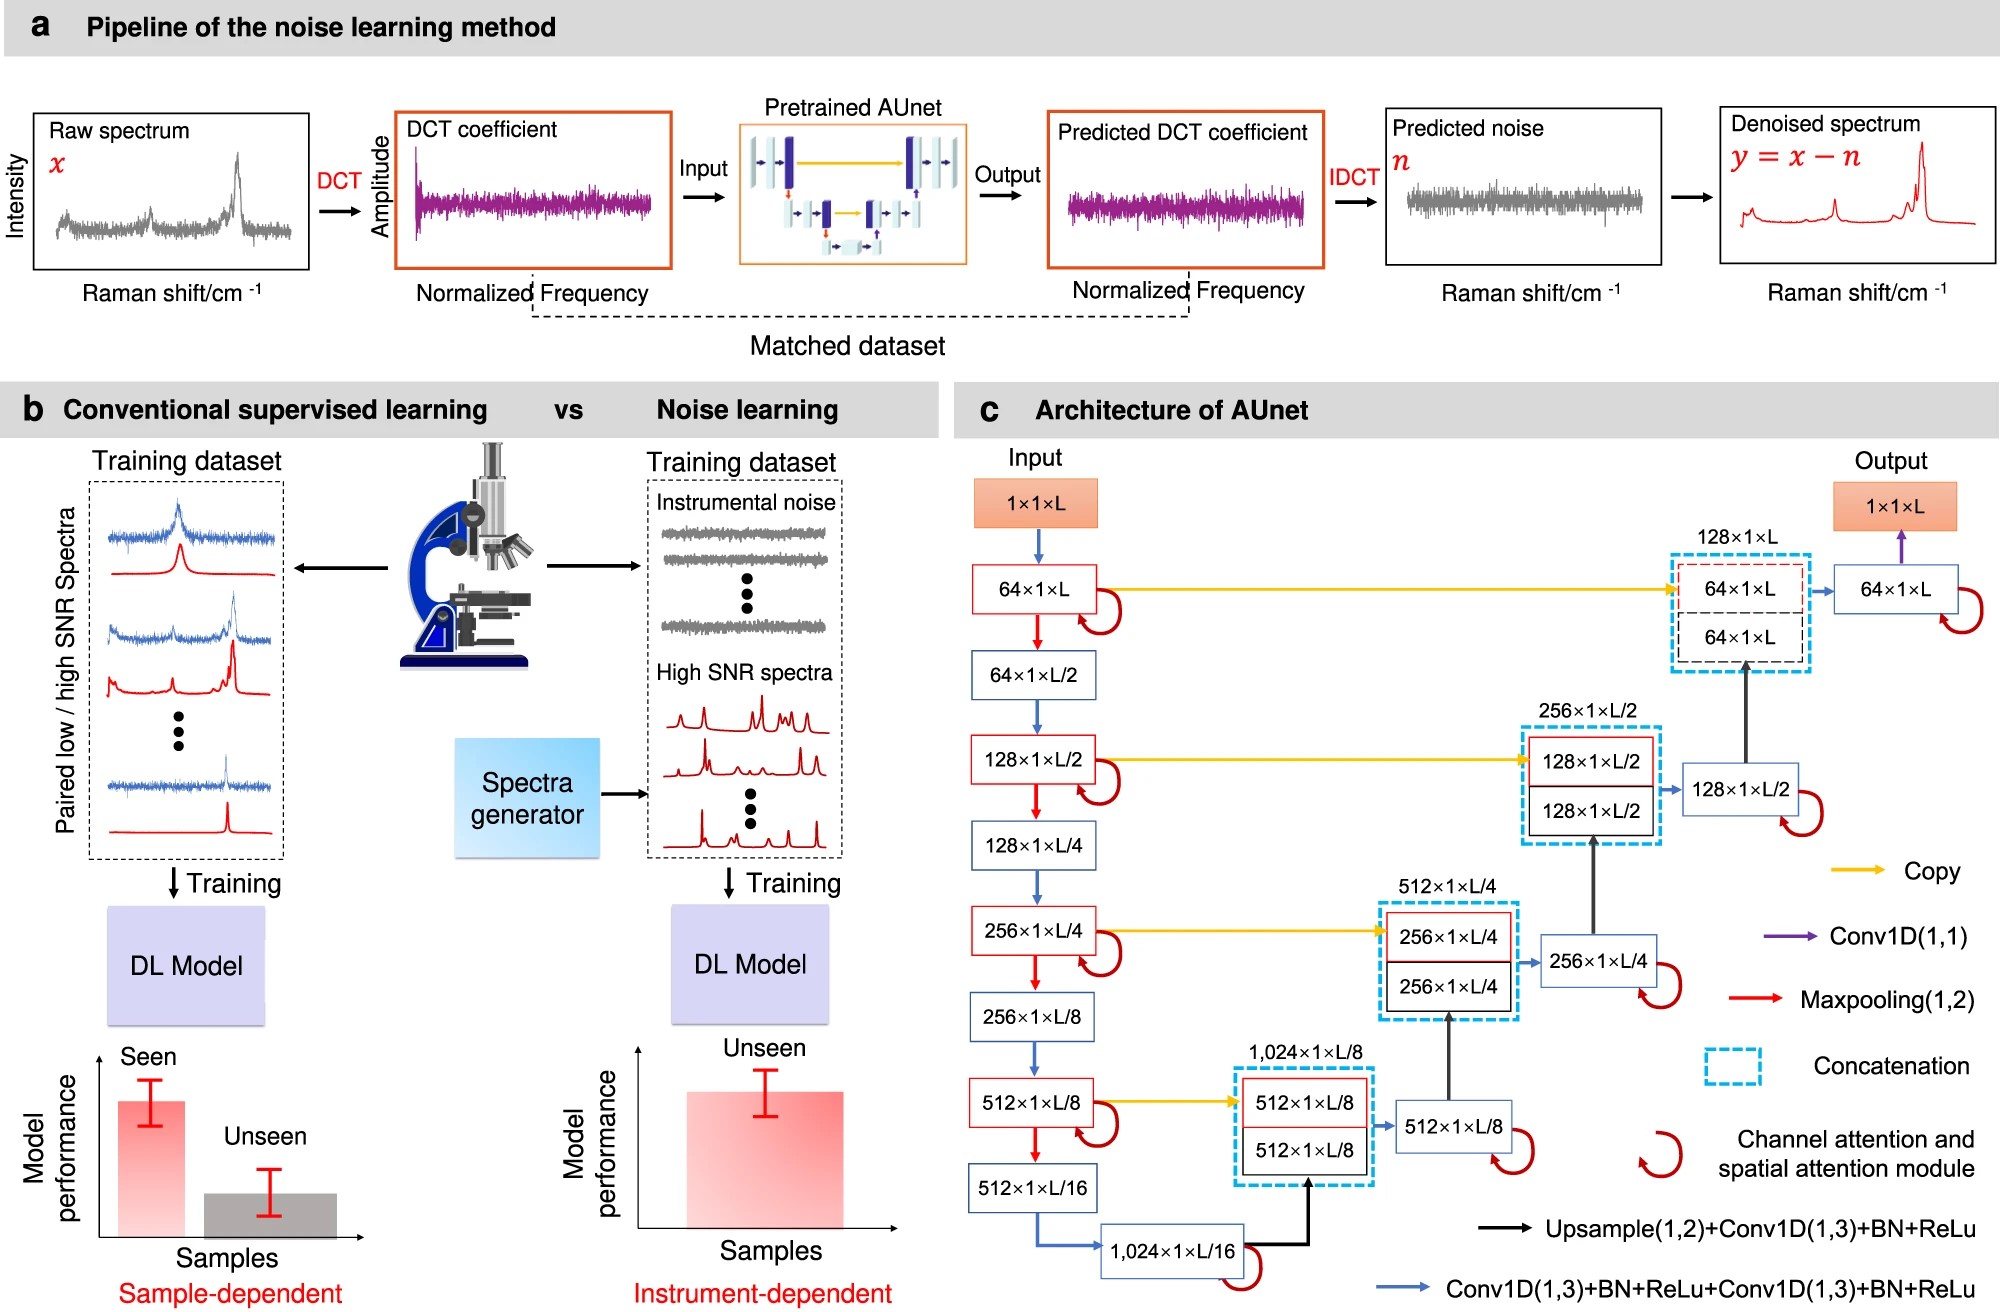 a Pipeline of the noise learning method
Raw spectrum
x
Intensity
Raman shift/cm -1
DCT
DCT coefficient
Amplitude
Normalized Frequency
Input
Pretrained AUnet
Output
Predicted DCT coefficient
Normalized Frequency
IDCT
Predicted noise
n
Raman shift/cm -1
Denoised spectrum
y = x − n
Raman shift/cm -1
Matched dataset
b Conventional supervised learning vs Noise learning
Training dataset
Paired low / high SNR Spectra
Training
DL Model
Seen
Unseen
Model
performance
Samples
Sample-dependent
Spectra
generator
Training dataset
Instrumental noise
High SNR spectra
Training
DL Model
Unseen
Model
performance
Samples
Instrument-dependent
c Architecture of AUnet
Input
1×1×L
64×1×L
64×1×L/2
128×1×L/2
128×1×L/4
256×1×L/4
256×1×L/8
512×1×L/8
512×1×L/16
1,024×1×L/16
1,024×1×L/8
512×1×L/8
512×1×L/8
512×1×L/8
512×1×L/4
256×1×L/4
256×1×L/4
256×1×L/4
256×1×L/2
128×1×L/2
128×1×L/2
128×1×L/2
128×1×L
64×1×L
64×1×L
64×1×L
Output
1×1×L
Copy
Conv1D(1,1)
Maxpooling(1,2)
Concatenation
Channel attention and
spatial attention module
Upsample(1,2)+Conv1D(1,3)+BN+ReLu
Conv1D(1,3)+BN+ReLu+Conv1D(1,3)+BN+ReLu